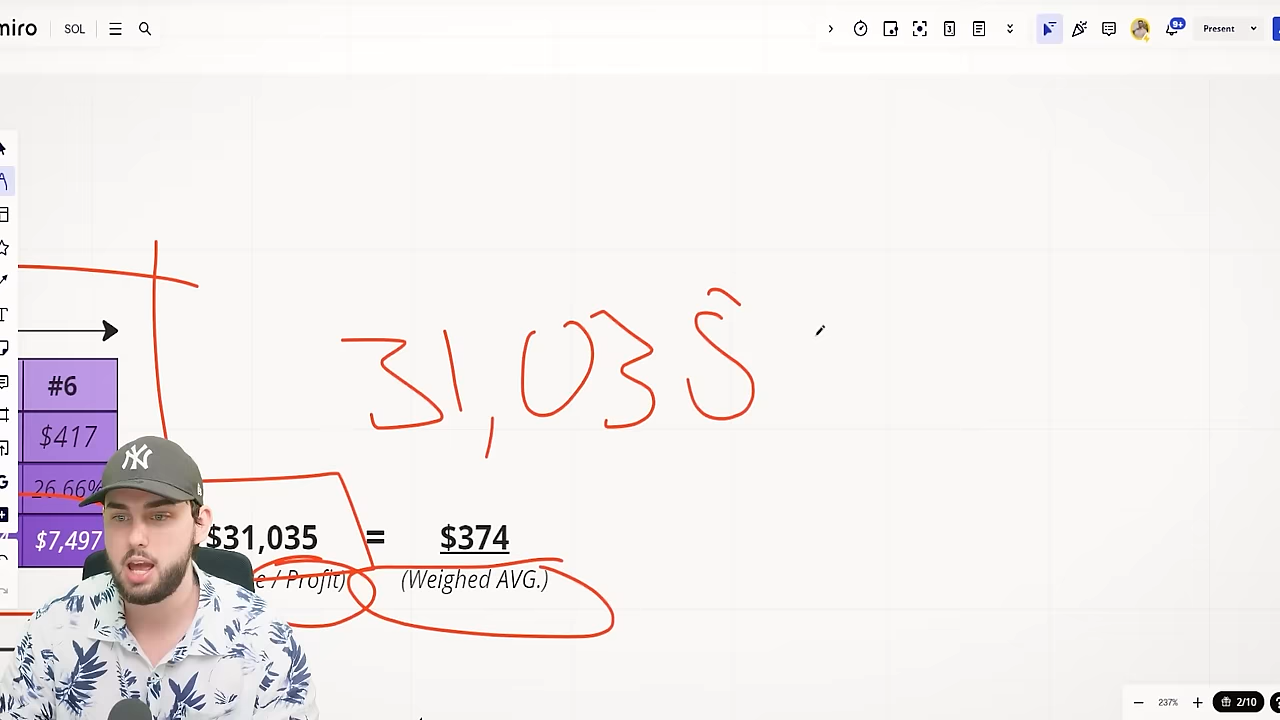 miro SOL 9+ Present
31,035
#6
$417
26.66%
$7,497
$31,035 = $374
e / Profit) (Weighed AVG.)
237% 2/10